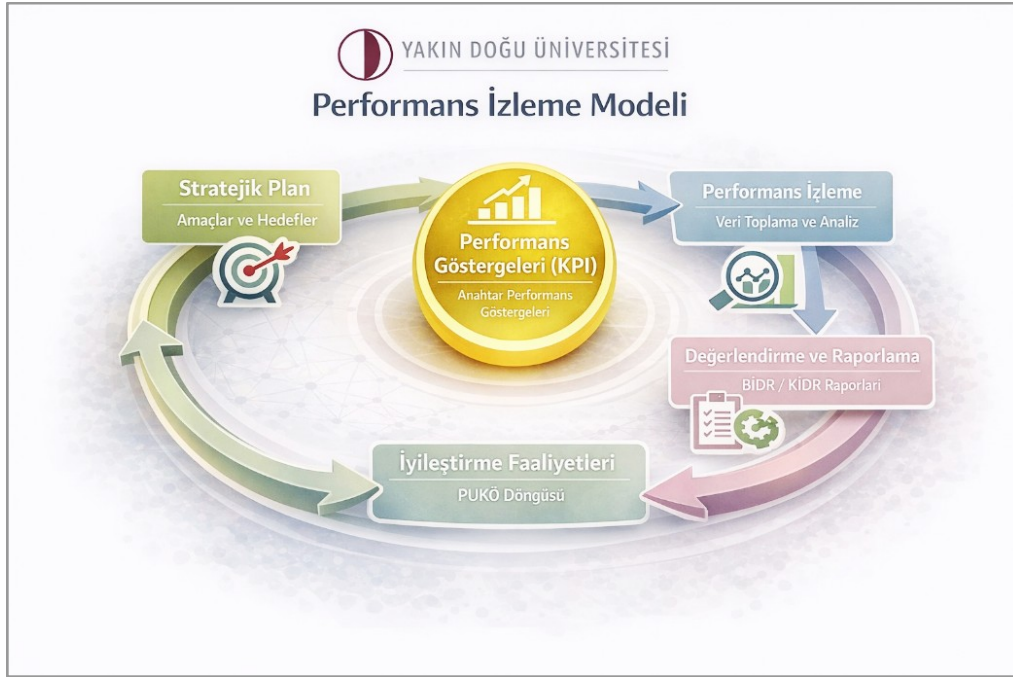 YAKIN DOĞU ÜNİVERSİTESİ
Performans İzleme Modeli
Stratejik Plan
Amaçlar ve Hedefler
Performans
Göstergeleri (KPI)
Anahtar Performans
Göstergeleri
Performans İzleme
Veri Toplama ve Analiz
Değerlendirme ve Raporlama
BİDR / KİDR Raporlari
İyileştirme Faaliyetleri
PUKÖ Döngüsü